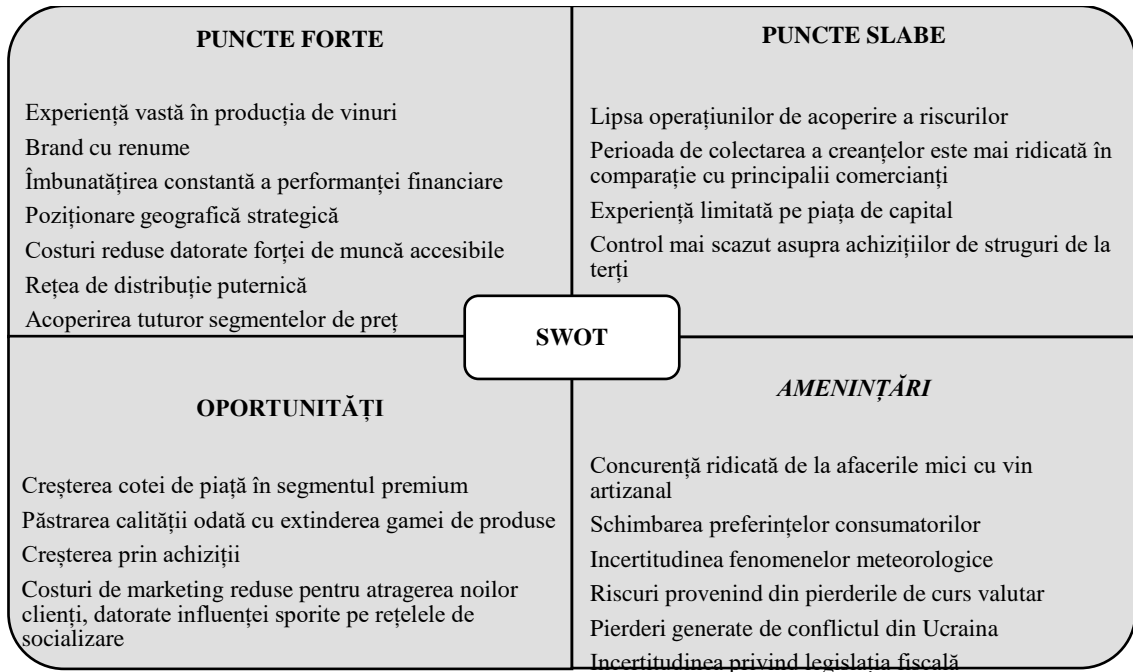 PUNCTE FORTE
Experiență vastă în producția de vinuri
Brand cu renume
Îmbunatățirea constantă a performanței financiare
Poziționare geografică strategică
Costuri reduse datorate forței de muncă accesibile
Rețea de distribuție puternică
Acoperirea tuturor segmentelor de preț
PUNCTE SLABE
Lipsa operațiunilor de acoperire a riscurilor
Perioada de colectarea a creanțelor este mai ridicată în
comparație cu principalii comercianți
Experiență limitată pe piața de capital
Control mai scazut asupra achizițiilor de struguri de la
terți
SWOT
OPORTUNITĂȚI
Creșterea cotei de piață în segmentul premium
Păstrarea calității odată cu extinderea gamei de produse
Creșterea prin achiziții
Costuri de marketing reduse pentru atragerea noilor
clienți, datorate influenței sporite pe rețelele de
socializare
AMENINȚĂRI
Concurență ridicată de la afacerile mici cu vin
artizanal
Schimbarea preferințelor consumatorilor
Incertitudinea fenomenelor meteorologice
Riscuri provenind din pierderile de curs valutar
Pierderi generate de conflictul din Ucraina
Incertitudinea privind legislația fiscală